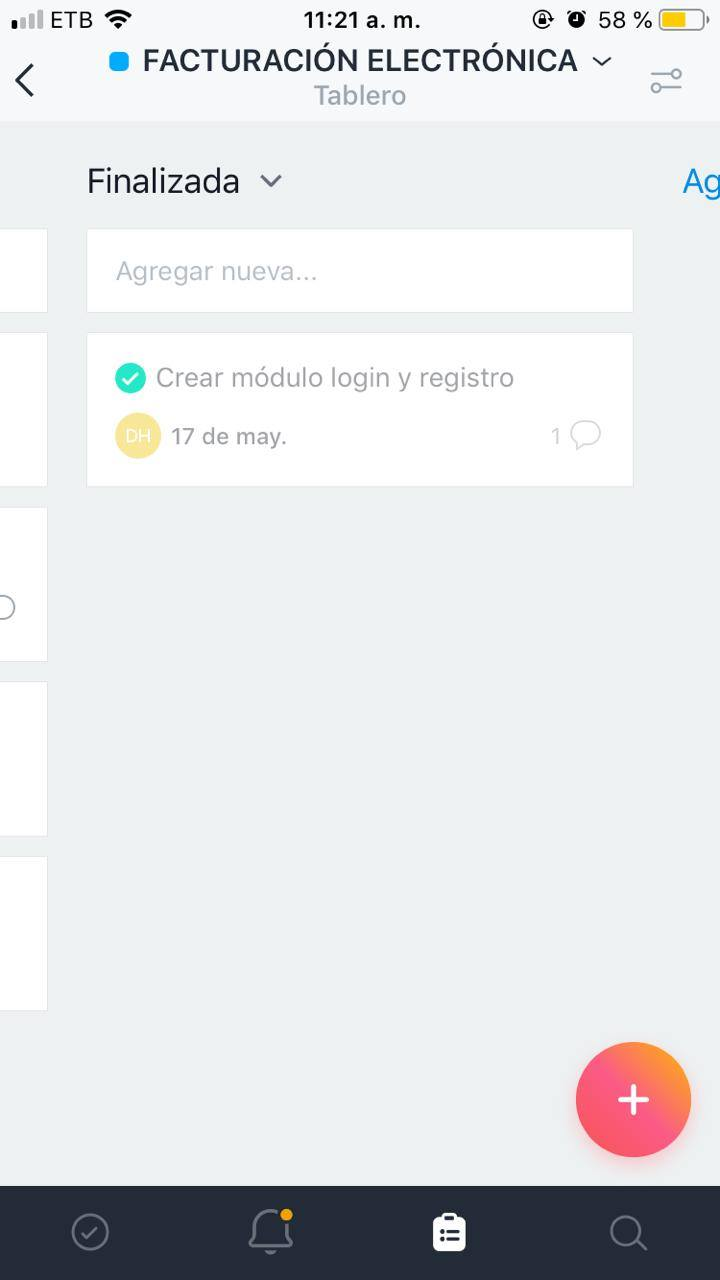 ETB 11:21 a. m. 58 %
FACTURACIÓN ELECTRÓNICA
Tablero
Finalizada
Ag
Agregar nueva...
Crear módulo login y registro
DH 17 de may. 1